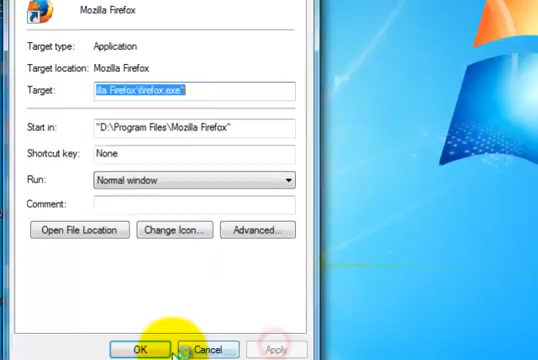 Mozilla Firefox
Target type: Application
Target location: Mozilla Firefox
Target: illa Firefox\firefox.exe"
Start in: "D:\Program Files\Mozilla Firefox"
Shortcut key: None
Run: Normal window
Comment:
Open File Location Change Icon... Advanced...
OK Cancel Apply